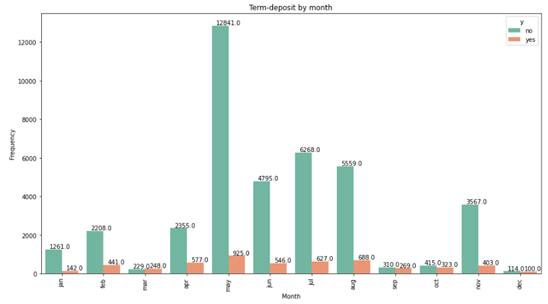 Term-deposit by month
y
no
yes
12841.0
12000
10000
8000
6000
4000
2000
0
Frequency
1261.0
142.0
2208.0
441.0
229.0
248.0
2355.0
577.0
925.0
4795.0
546.0
6268.0
627.0
5559.0
688.0
310.0
269.0
415.0
323.0
3567.0
403.0
114.0
100.0
jan
feb
mar
apr
may
jun
jul
aug
sep
oct
nov
dec
Month